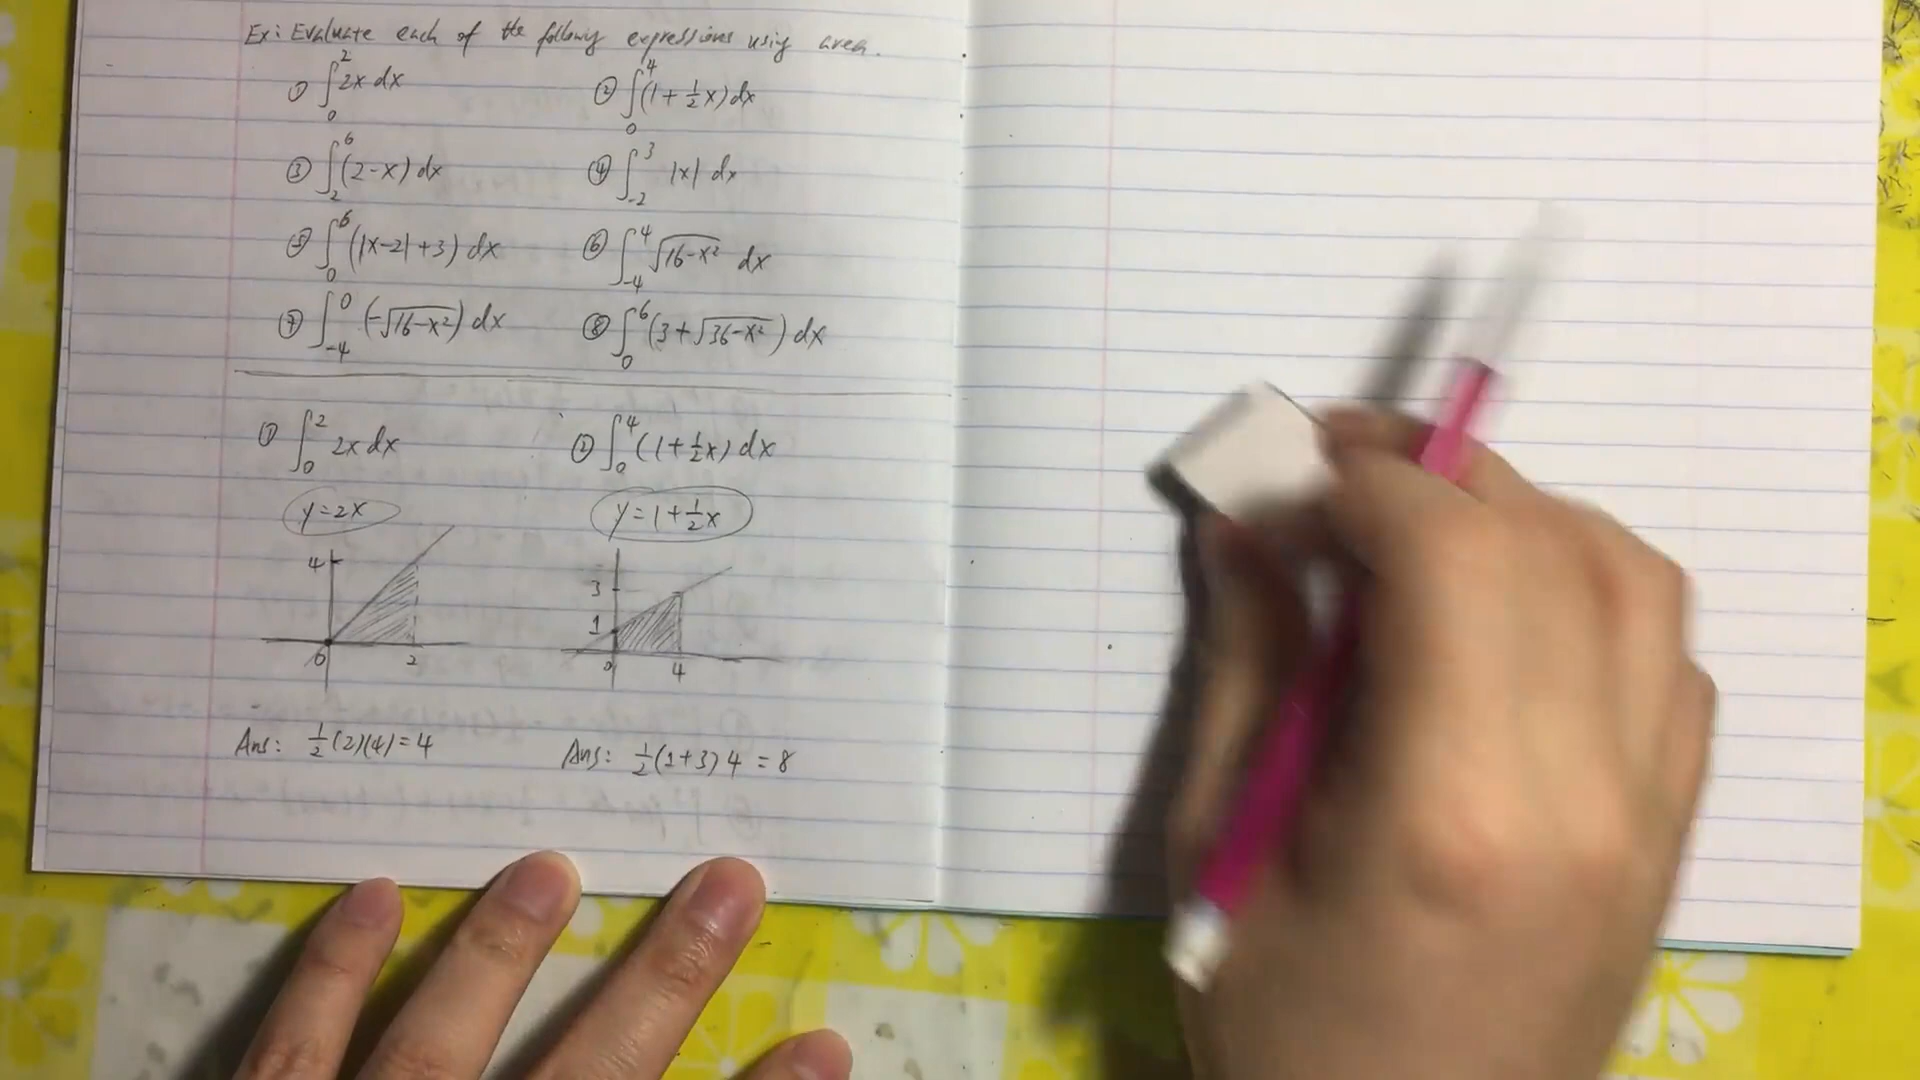 Ex: Evaluate each of the following expressions using area.
① ∫₀² 2x dx ② ∫₀⁴ (1 + ½x) dx
③ ∫₂⁶ (2-x) dx ④ ∫₋₂³ |x| dx
⑤ ∫₀⁶ (|x-2| + 3) dx ⑥ ∫₋₄⁴ √(16-x²) dx
⑦ ∫₋₄⁰ (-√(16-x²)) dx ⑧ ∫₀⁶ (3 + √(36-x²)) dx
① ∫₀² 2x dx ② ∫₀⁴ (1 + ½x) dx
y = 2x y = 1 + ½x
4 3
1
0 2 0 4
Ans: ½(2)(4) = 4 Ans: ½(1+3) 4 = 8